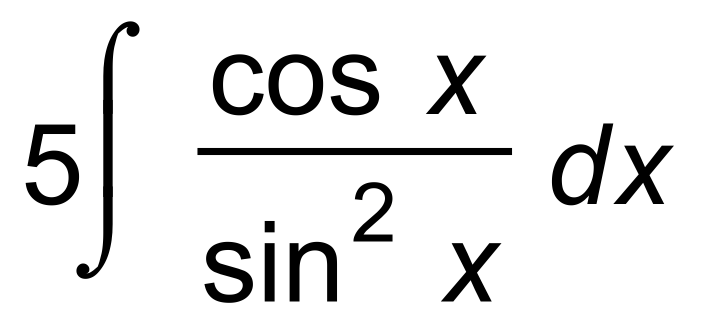 5∫ cos x / sin² x dx